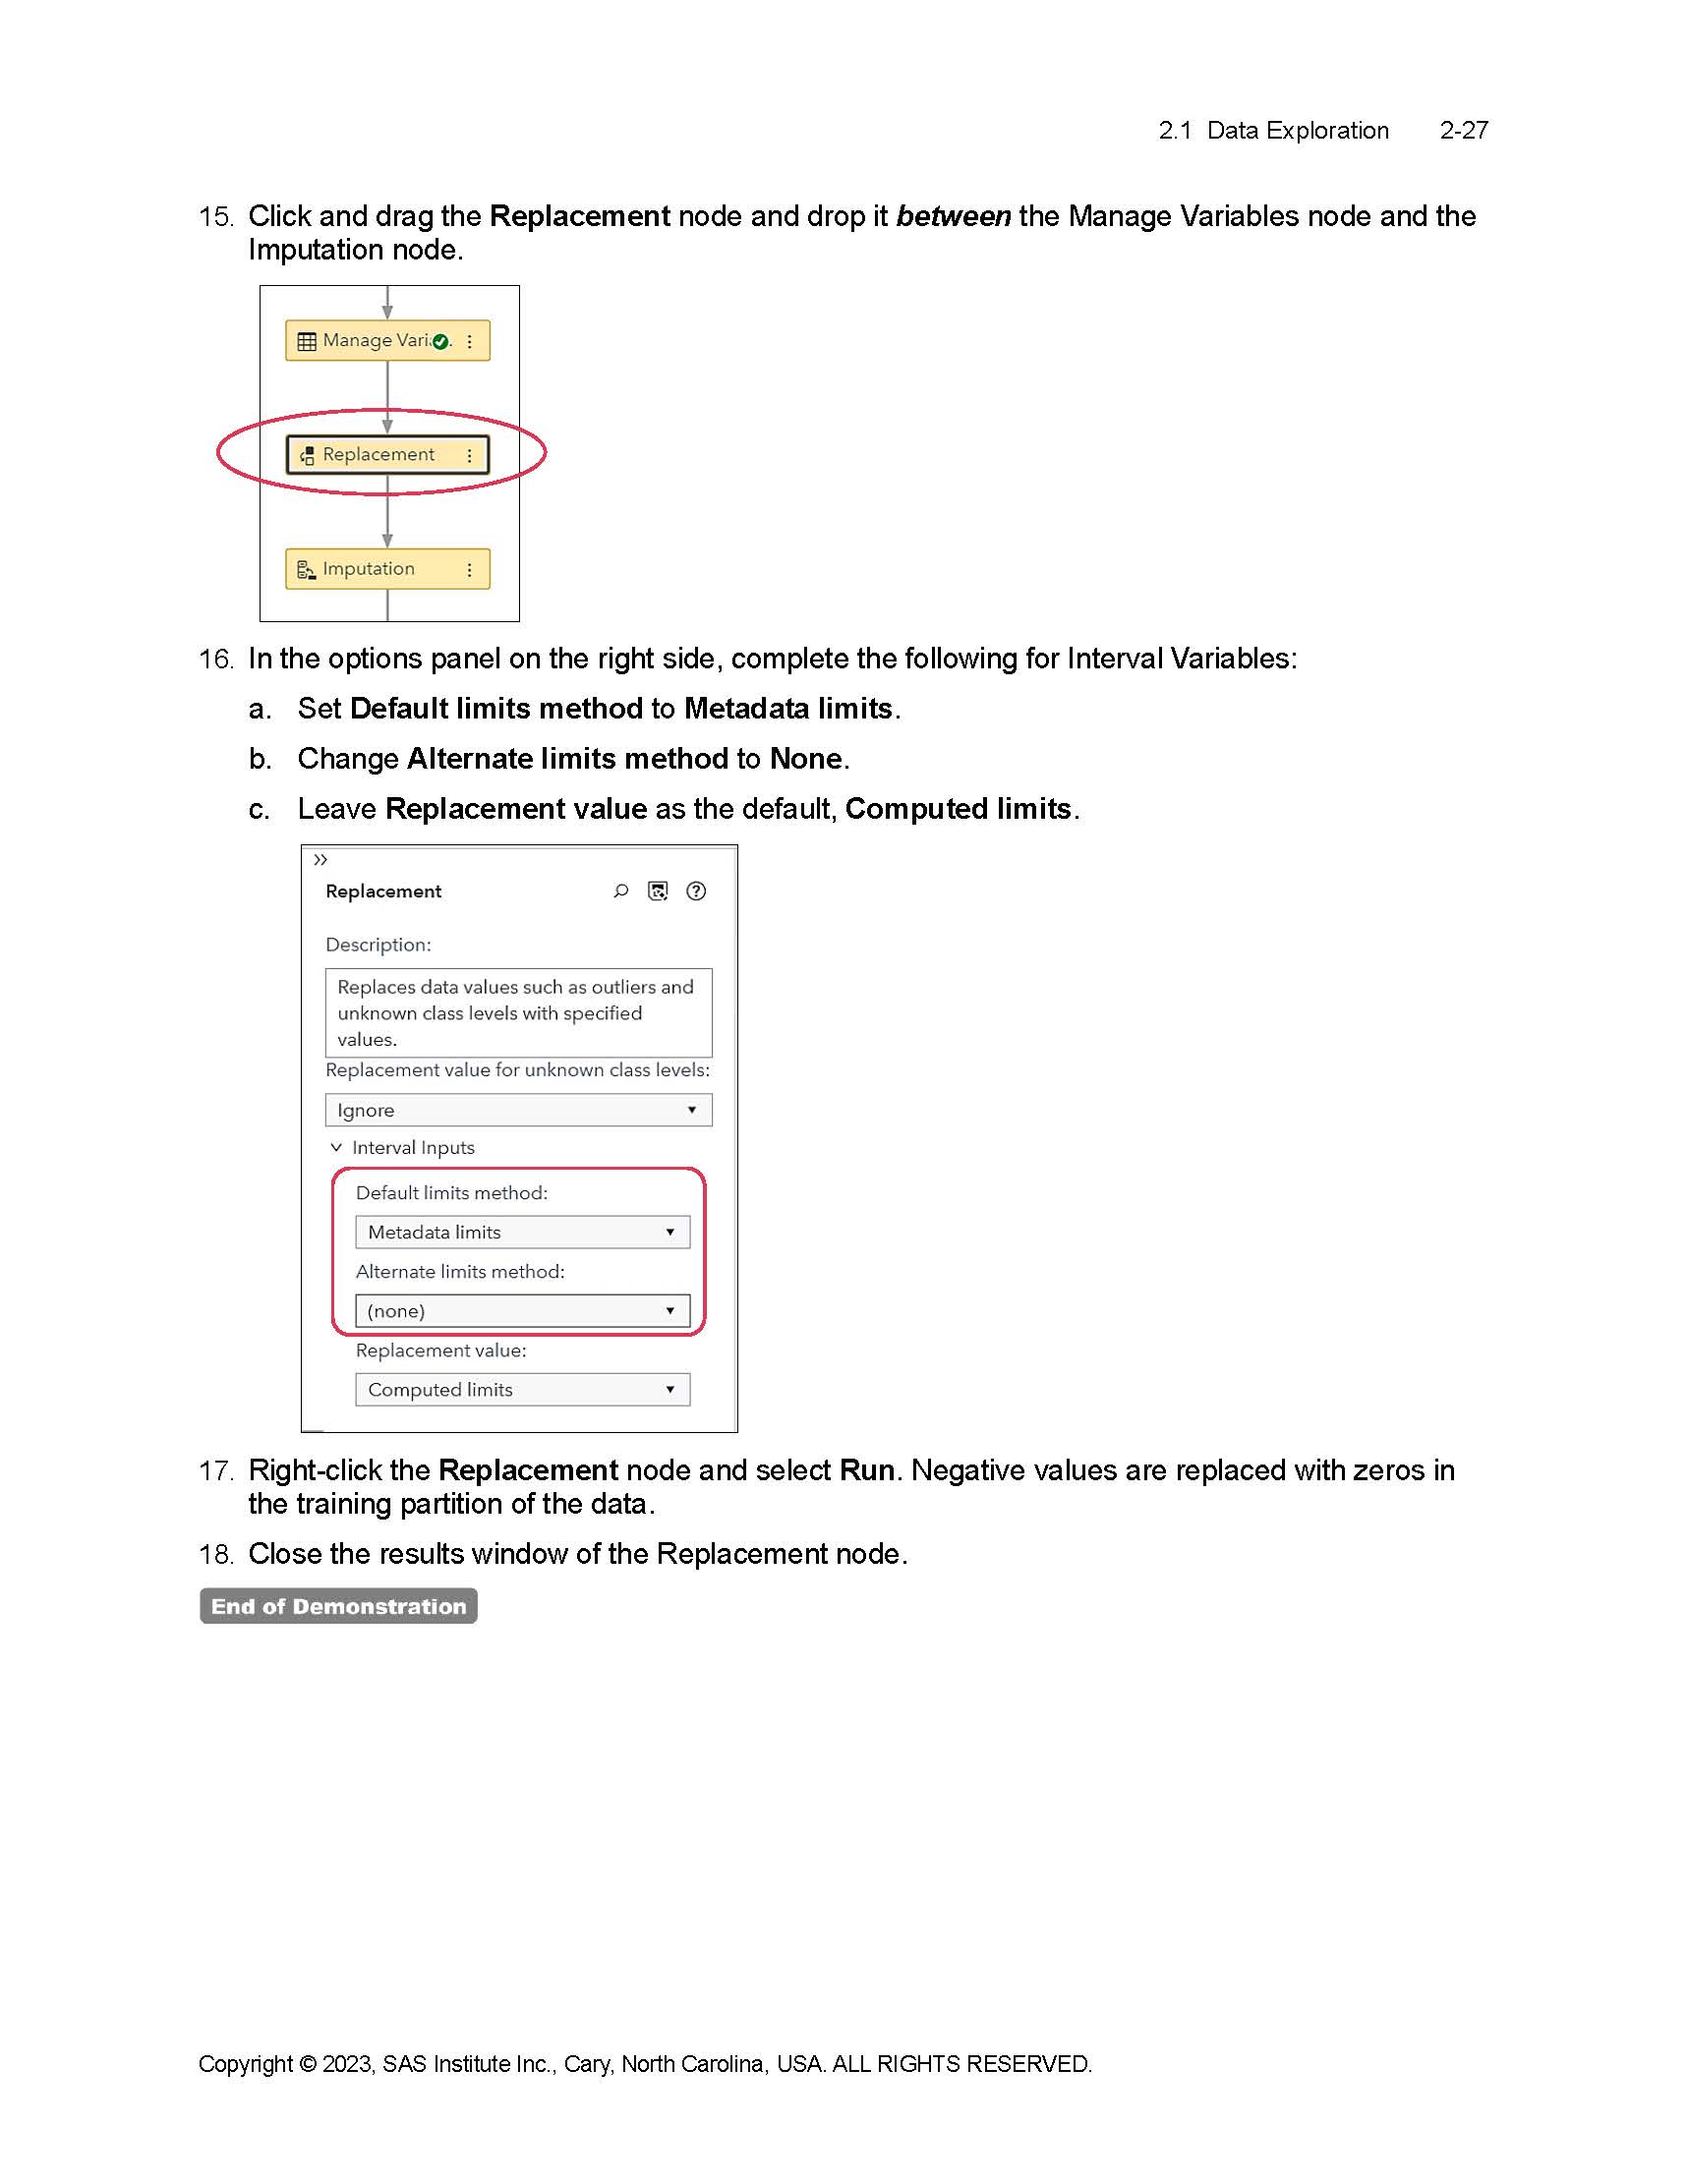 2.1 Data Exploration 2-27
15. Click and drag the Replacement node and drop it between the Manage Variables node and the
Imputation node.
Manage Vari
Replacement
Imputation
16. In the options panel on the right side, complete the following for Interval Variables:
a. Set Default limits method to Metadata limits.
b. Change Alternate limits method to None.
c. Leave Replacement value as the default, Computed limits.
Replacement
Description:
Replaces data values such as outliers and
unknown class levels with specified
values.
Replacement value for unknown class levels:
Ignore
Interval Inputs
Default limits method:
Metadata limits
Alternate limits method:
(none)
Replacement value:
Computed limits
17. Right-click the Replacement node and select Run. Negative values are replaced with zeros in
the training partition of the data.
18. Close the results window of the Replacement node.
End of Demonstration
Copyright © 2023, SAS Institute Inc., Cary, North Carolina, USA. ALL RIGHTS RESERVED.